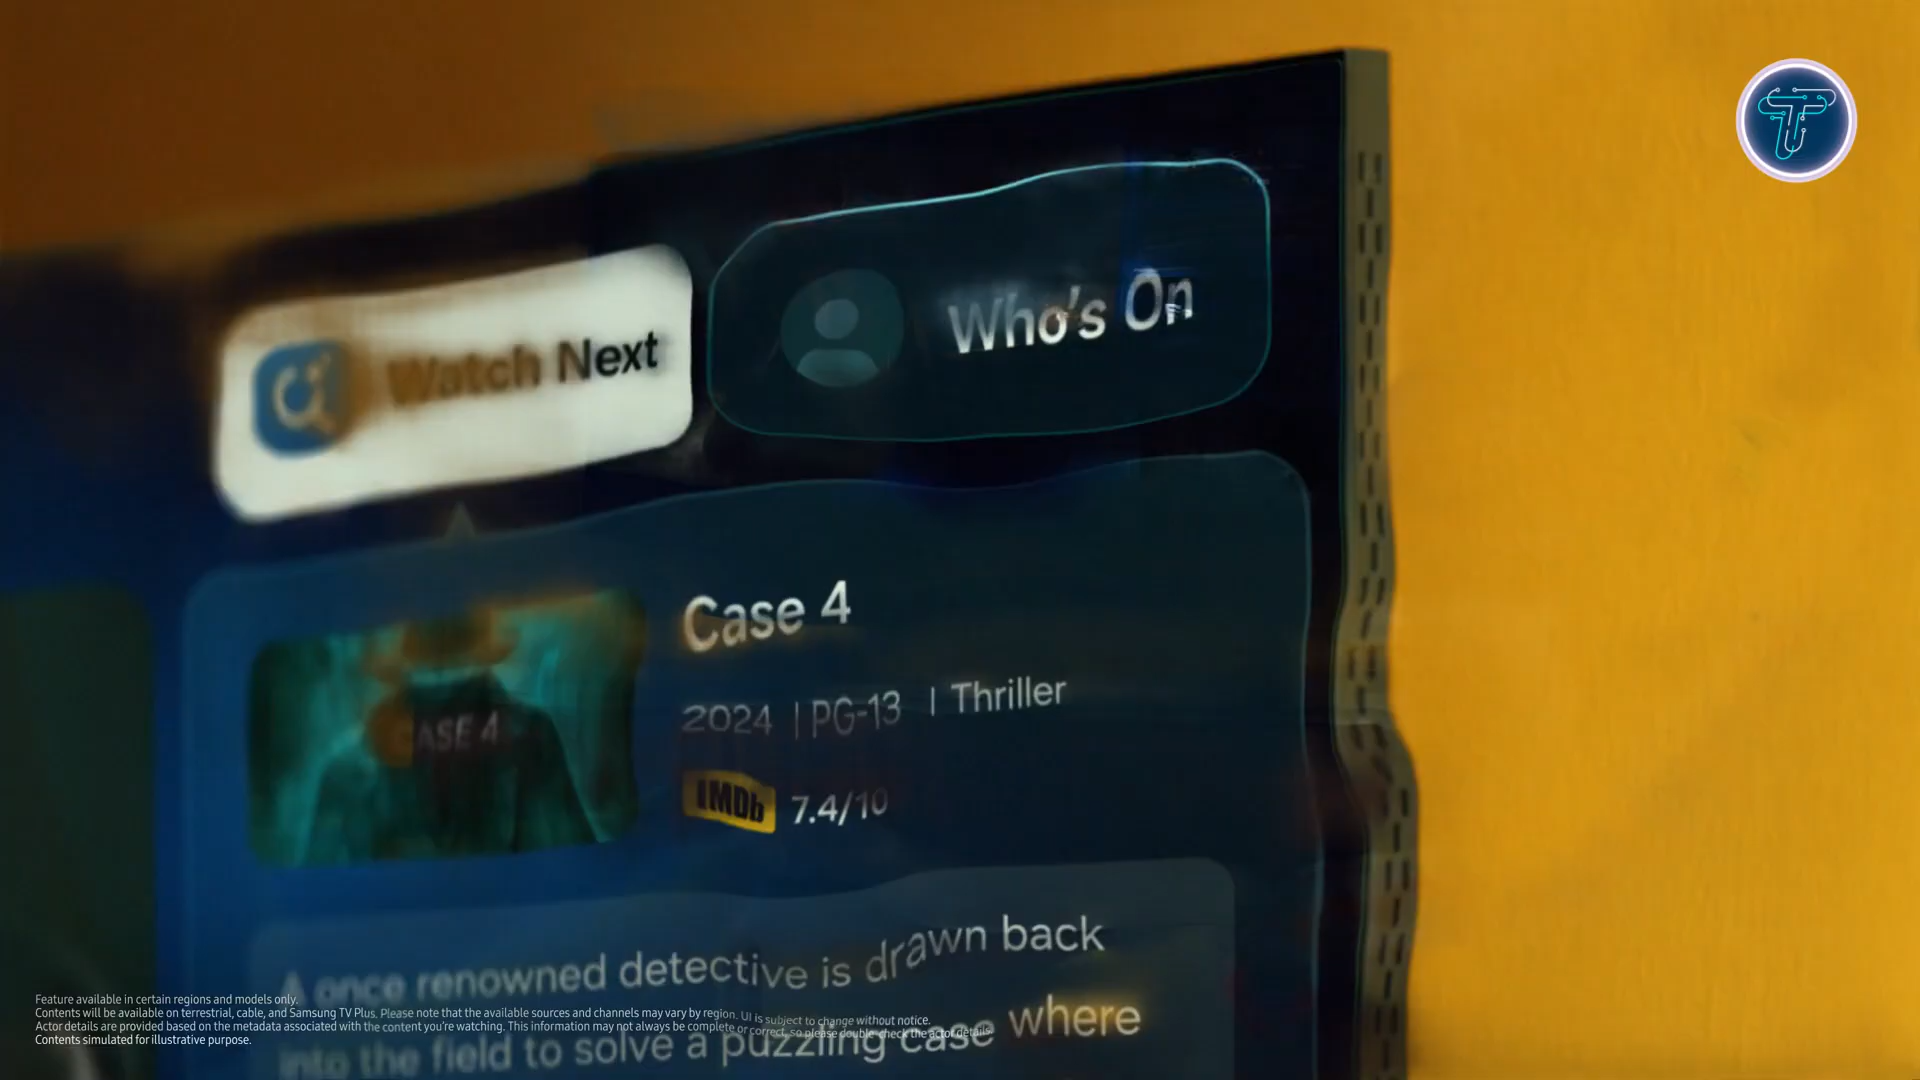 Watch Next
Who's On
Case 4
CASE 4
2024 | PG-13 | Thriller
IMDb 7.4/10
A once renowned detective is drawn back
into the field to solve a puzzling case where
Feature available in certain regions and models only.
Contents will be available on terrestrial, cable, and Samsung TV Plus. Please note that the available sources and channels may vary by region. UI is subject to change without notice.
Actor details are provided based on the metadata associated with the content you're watching. This information may not always be complete or correct, so please double-check the actor details.
Contents simulated for illustrative purpose.